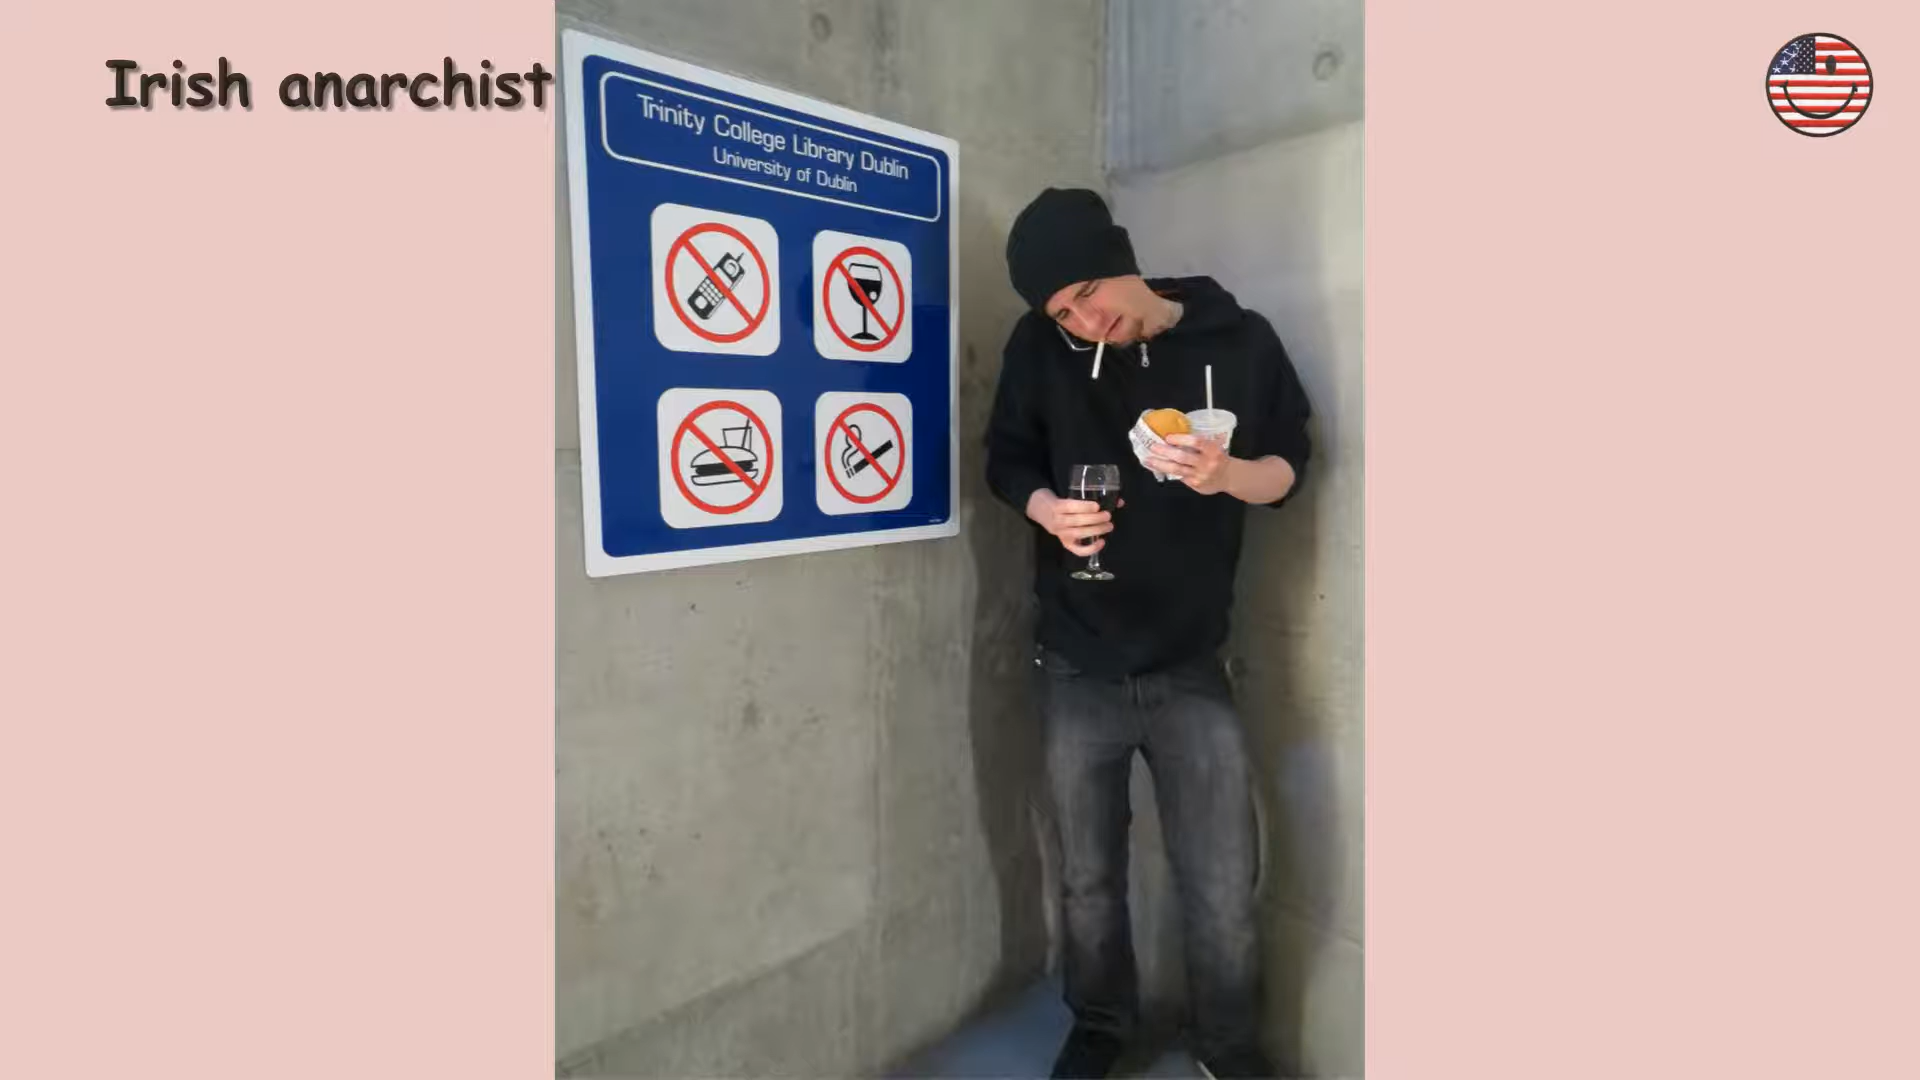 Irish anarchist
Trinity College Library Dublin
University of Dublin